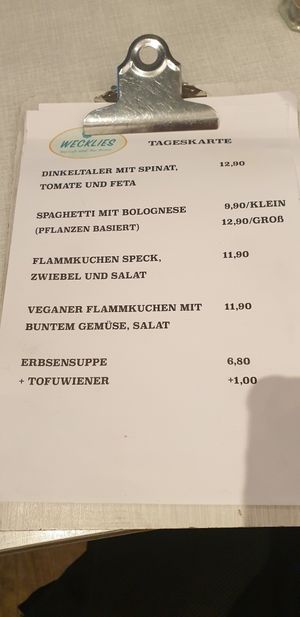 WECKLIES
TAGESKARTE
DINKELTALER MIT SPINAT, 12,90
TOMATE UND FETA
SPAGHETTI MIT BOLOGNESE 9,90/KLEIN
(PFLANZEN BASIERT) 12,90/GROß
FLAMMKUCHEN SPECK, 11,90
ZWIEBEL UND SALAT
VEGANER FLAMMKUCHEN MIT 11,90
BUNTEM GEMÜSE, SALAT
ERBSENSUPPE 6,80
+ TOFUWIENER +1,00